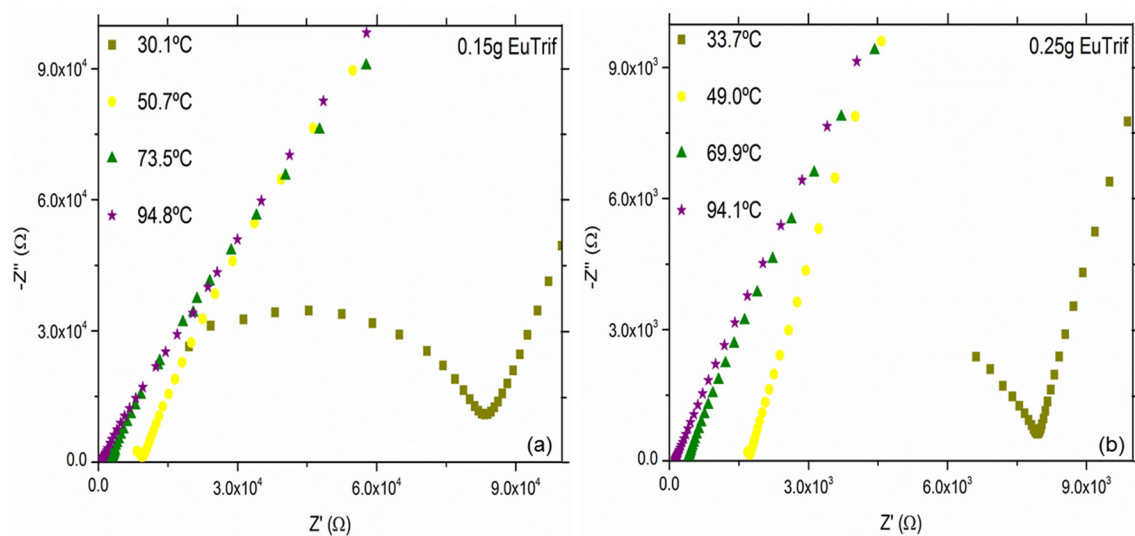 30.1ºC
0.15g EuTrif
50.7ºC
73.5ºC
94.8ºC
9.0x10⁴
6.0x10⁴
3.0x10⁴
0.0
-Z'' (Ω)
(a)
0.0
3.0x10⁴
6.0x10⁴
9.0x10⁴
Z' (Ω)
33.7ºC
0.25g EuTrif
49.0ºC
69.9ºC
94.1ºC
9.0x10³
6.0x10³
3.0x10³
0.0
-Z'' (Ω)
(b)
0.0
3.0x10³
6.0x10³
9.0x10³
Z' (Ω)